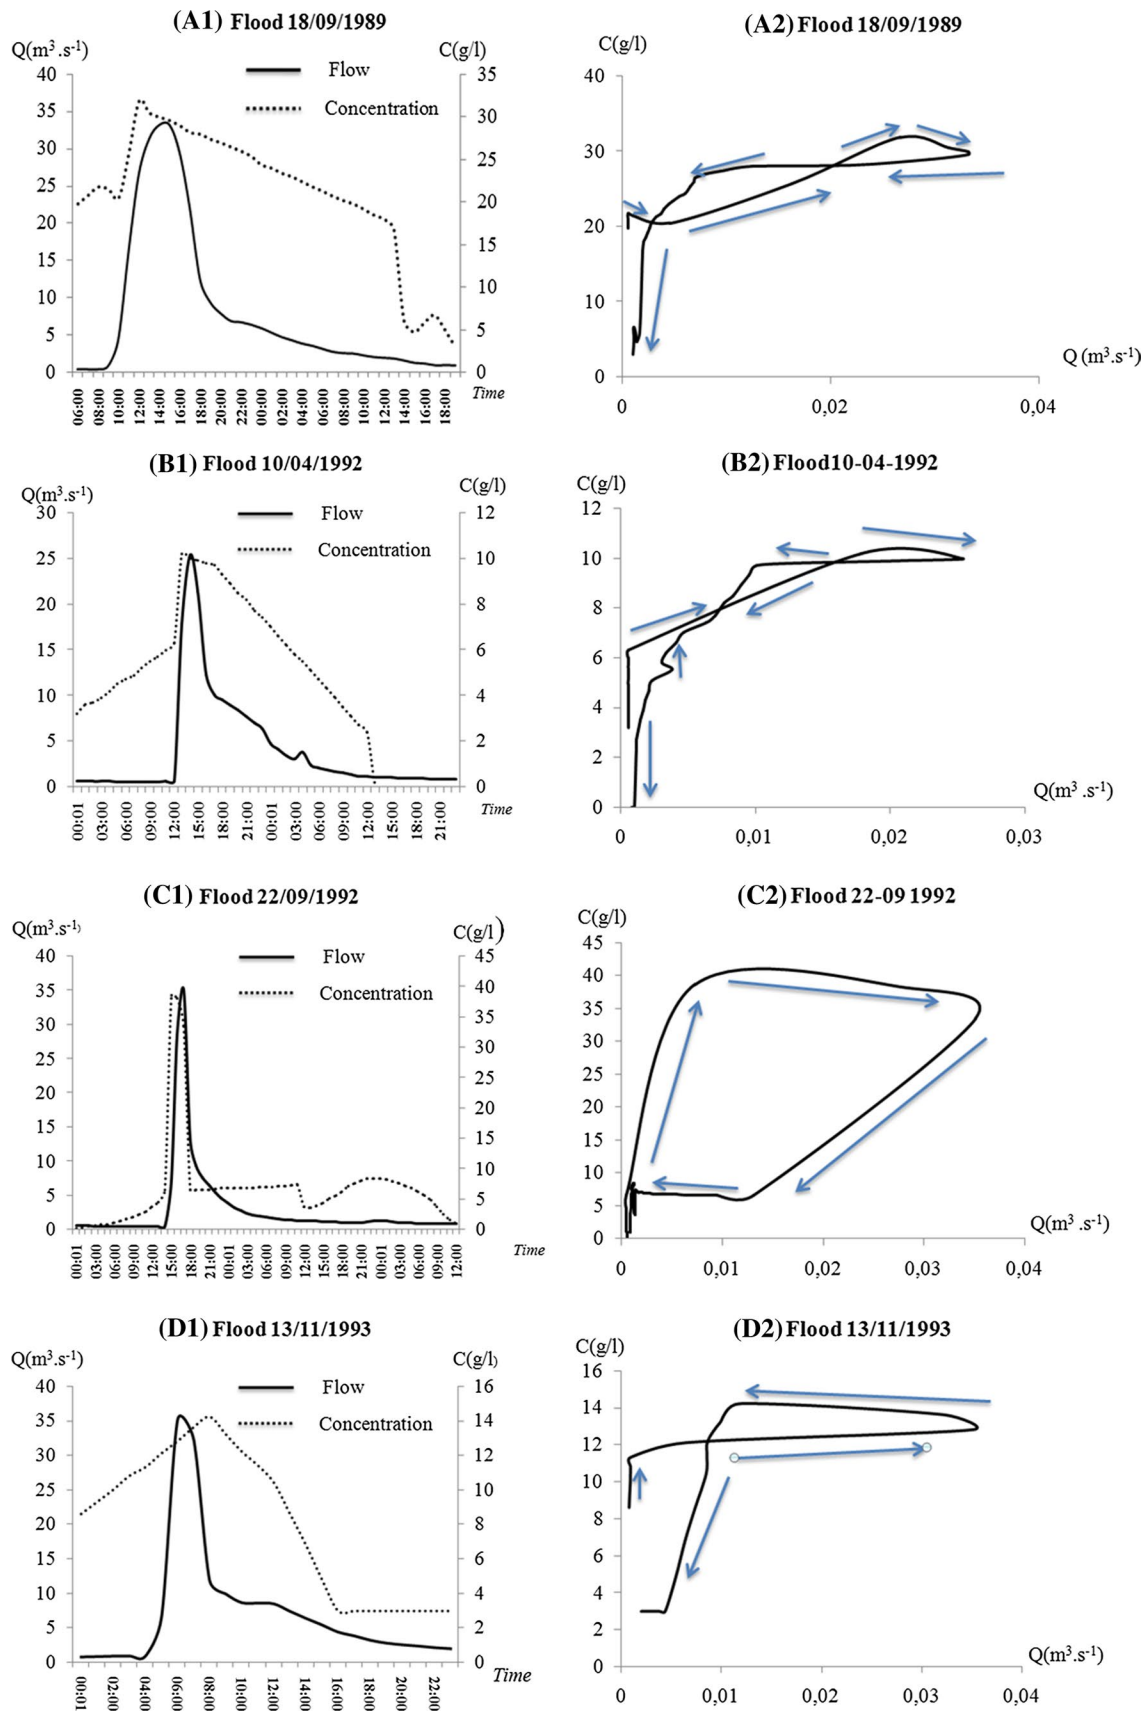 (A1) Flood 18/09/1989
Q(m³.s⁻¹)
C(g/l)
Flow
Concentration
40
35
30
25
20
15
10
5
0
35
30
25
20
15
10
5
0
06:00 08:00 10:00 12:00 14:00 16:00 18:00 20:00 22:00 00:00 02:00 04:00 06:00 08:00 10:00 12:00 14:00 16:00 18:00
Time
(A2) Flood 18/09/1989
C(g/l)
40
30
20
10
0
Q (m³.s⁻¹)
0 0,02 0,04
(B1) Flood 10/04/1992
Q(m³.s⁻¹)
C(g/l)
Flow
Concentration
30
25
20
15
10
5
0
12
10
8
6
4
2
0
00:01 03:00 06:00 09:00 12:00 15:00 18:00 21:00 00:01 03:00 06:00 09:00 12:00 15:00 18:00 21:00
Time
(B2) Flood10-04-1992
C(g/l)
12
10
8
6
4
2
0
Q(m³ .s⁻¹)
0 0,01 0,02 0,03
(C1) Flood 22/09/1992
Q(m³.s⁻¹)
C(g/l)
Flow
Concentration
40
35
30
25
20
15
10
5
0
45
40
35
30
25
20
15
10
5
0
00:01 03:00 06:00 09:00 12:00 15:00 18:00 21:00 00:01 03:00 06:00 09:00 12:00 15:00 18:00 21:00 00:01 03:00 06:00 09:00 12:00
Time
(C2) Flood 22-09 1992
C(g/l)
45
40
35
30
25
20
15
10
5
0
Q(m³ .s⁻¹)
0 0,01 0,02 0,03 0,04
(D1) Flood 13/11/1993
Q(m³.s⁻¹)
C(g/l)
Flow
Concentration
40
35
30
25
20
15
10
5
0
16
14
12
10
8
6
4
2
0
00:01 02:00 04:00 06:00 08:00 10:00 12:00 14:00 16:00 18:00 20:00 22:00
Time
(D2) Flood 13/11/1993
C(g/l)
16
14
12
10
8
6
4
2
0
Q(m³.s⁻¹)
0 0,01 0,02 0,03 0,04